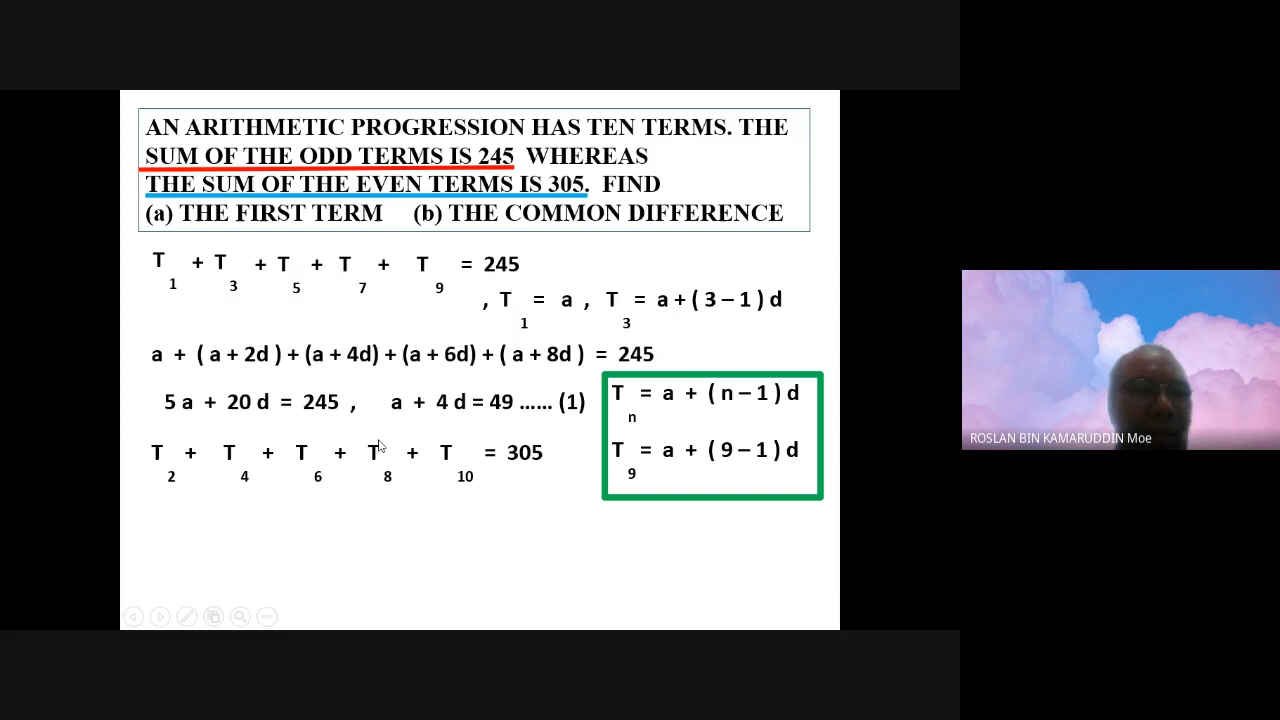 AN ARITHMETIC PROGRESSION HAS TEN TERMS. THE
SUM OF THE ODD TERMS IS 245 WHEREAS
THE SUM OF THE EVEN TERMS IS 305. FIND
(a) THE FIRST TERM (b) THE COMMON DIFFERENCE
T1 + T3 + T5 + T7 + T9 = 245
, T1 = a , T3 = a + ( 3 – 1 ) d
a + ( a + 2d ) + (a + 4d) + (a + 6d) + ( a + 8d ) = 245
5 a + 20 d = 245 , a + 4 d = 49 ...... (1)
T2 + T4 + T6 + T8 + T10 = 305
Tn = a + ( n – 1 ) d
T9 = a + ( 9 – 1 ) d
ROSLAN BIN KAMARUDDIN Moe